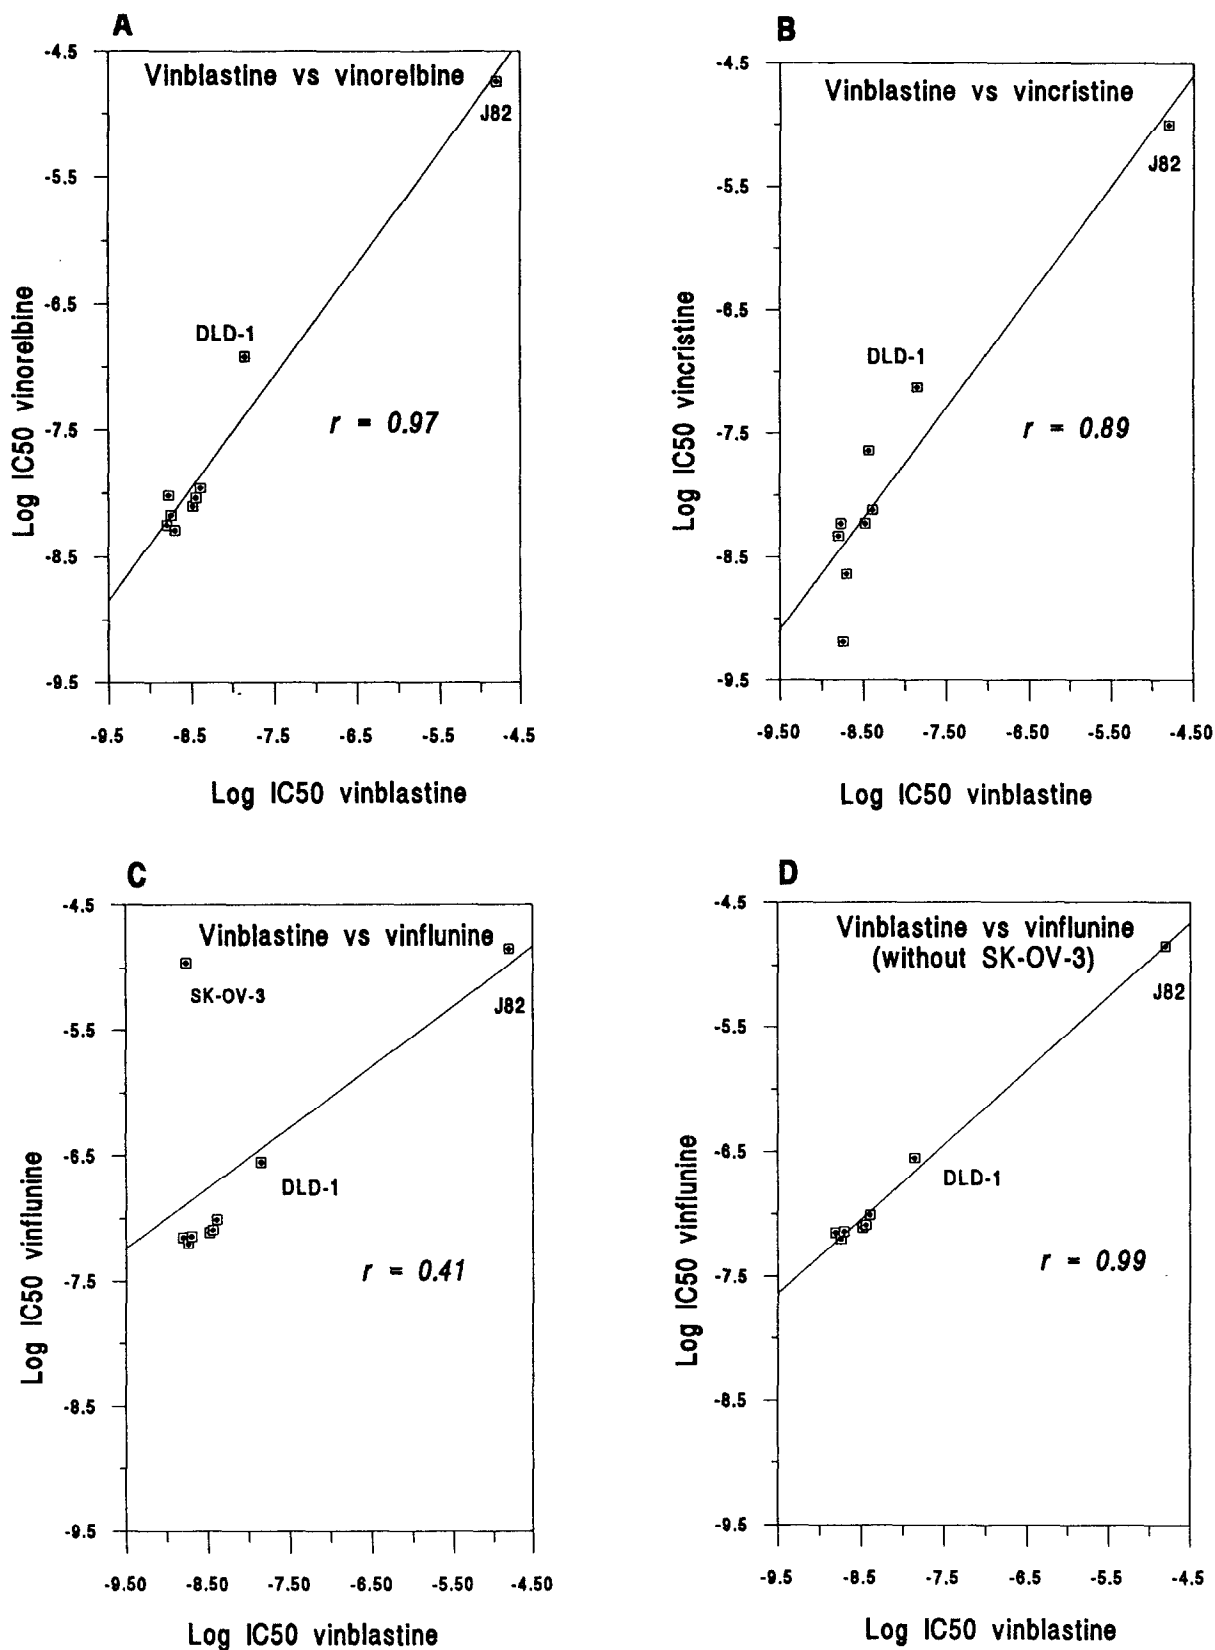 A
Vinblastine vs vinorelbine
-4.5
-5.5
-6.5
-7.5
-8.5
-9.5
J82
DLD-1
r = 0.97
Log IC50 vinorelbine
-9.5 -8.5 -7.5 -6.5 -5.5 -4.5
Log IC50 vinblastine
B
Vinblastine vs vincristine
-4.5
-5.5
-6.5
-7.5
-8.5
-9.5
J82
DLD-1
r = 0.89
Log IC50 vincristine
-9.50 -8.50 -7.50 -6.50 -5.50 -4.50
Log IC50 vinblastine
C
Vinblastine vs vinflunine
-4.5
-5.5
-6.5
-7.5
-8.5
-9.5
SK-OV-3
J82
DLD-1
r = 0.41
Log IC50 vinflunine
-9.50 -8.50 -7.50 -6.50 -5.50 -4.50
Log IC50 vinblastine
D
Vinblastine vs vinflunine
(without SK-OV-3)
-4.5
-5.5
-6.5
-7.5
-8.5
-9.5
J82
DLD-1
r = 0.99
Log IC50 vinflunine
-9.5 -8.5 -7.5 -6.5 -5.5 -4.5
Log IC50 vinblastine